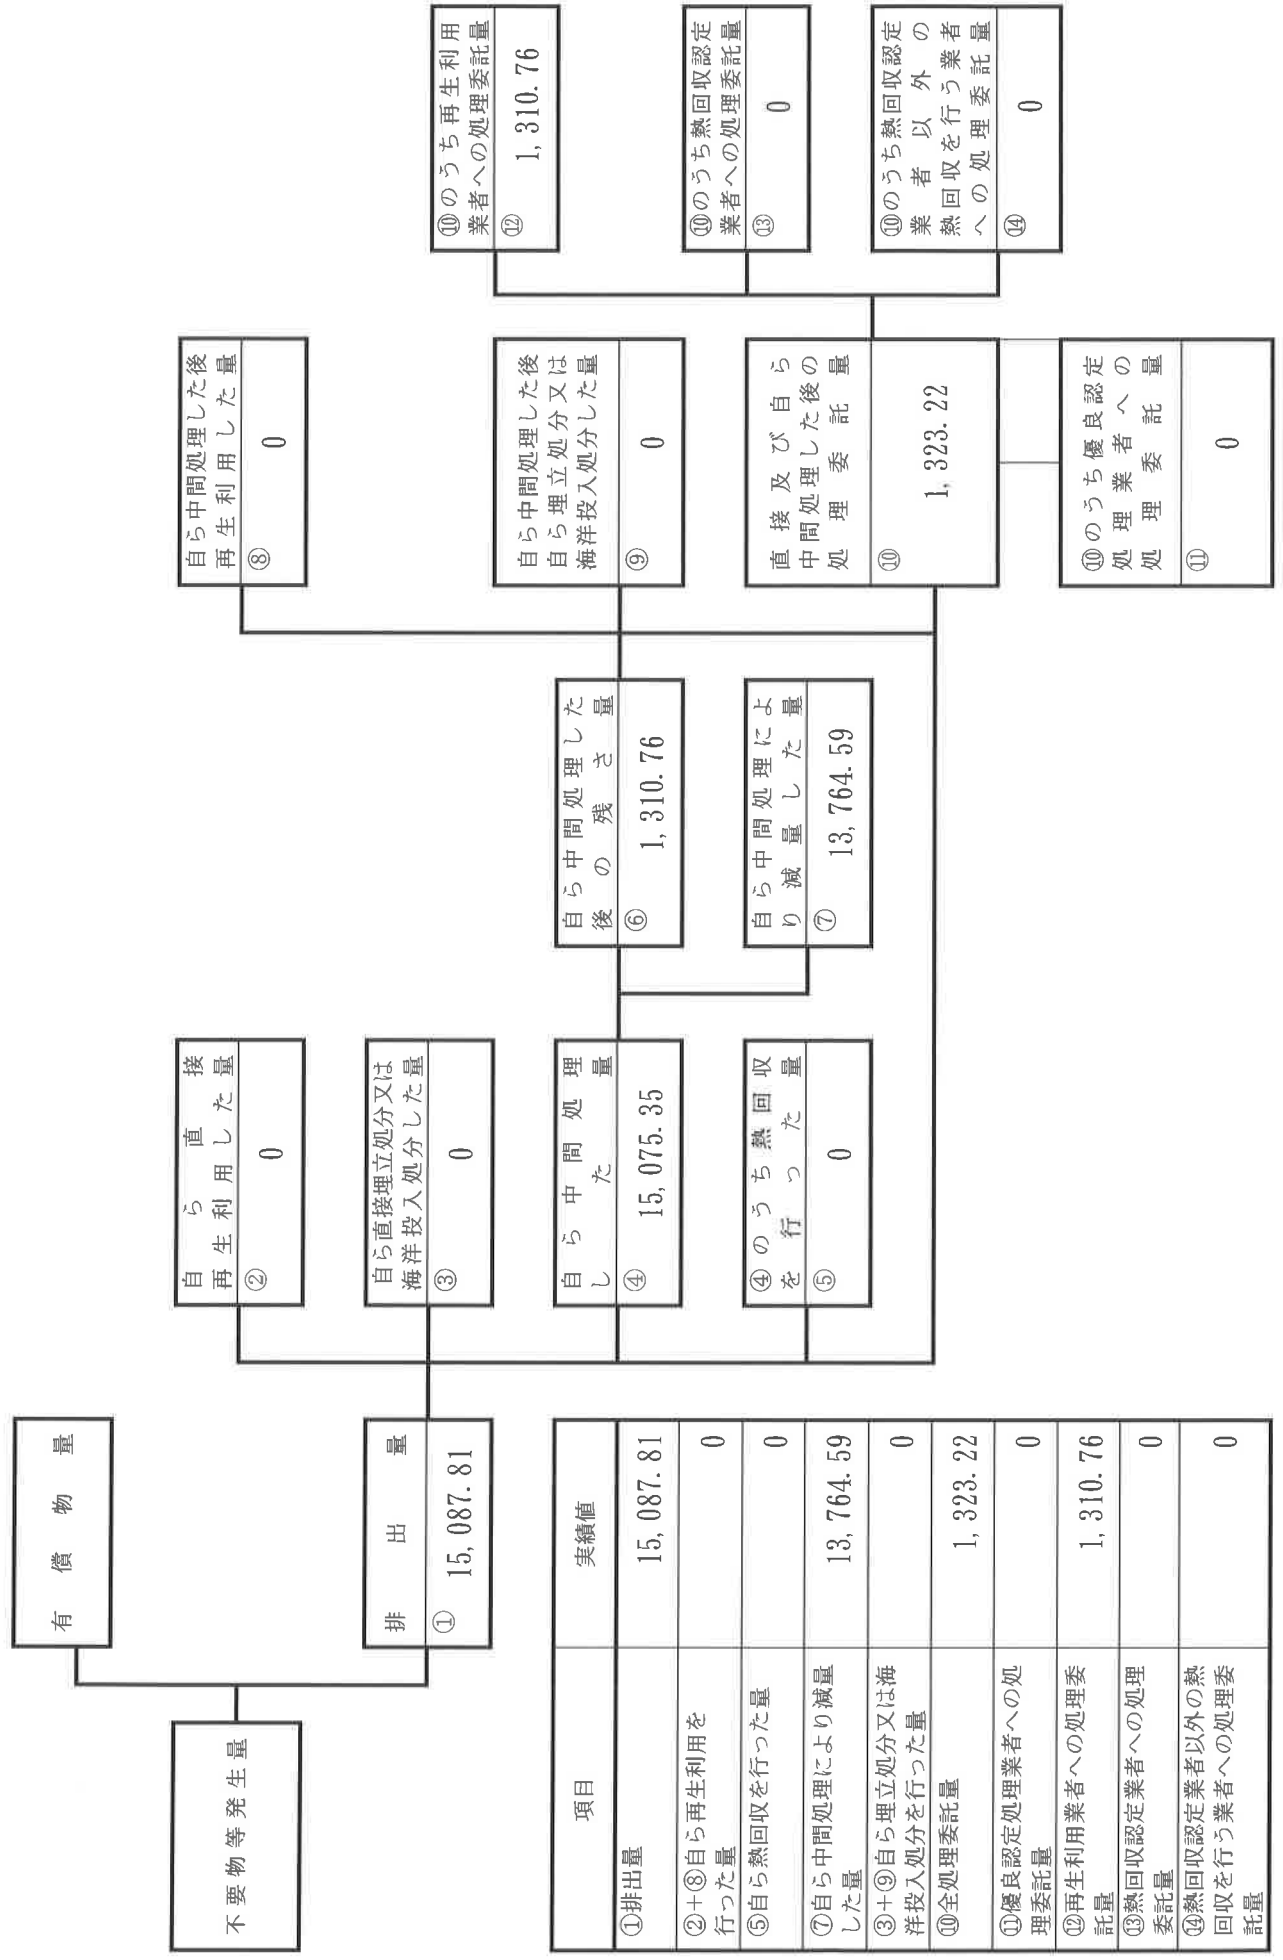 不要物等発生量
有償物量
排出量
① 15,087.81
自ら直接
再生利用した量
② 0
自ら直接埋立処分又は
海洋投入処分した量
③ 0
自ら中間処理
した量
④ 15,075.35
④のうち熱回収
を行った量
⑤ 0
自ら中間処理した
後の残さ量
⑥ 1,310.76
自ら中間処理によ
り減量した量
⑦ 13,764.59
自ら中間処理した後
再生利用した量
⑧ 0
自ら中間処理した後
自ら埋立処分又は
海洋投入処分した量
⑨ 0
直接及び自ら
中間処理した後の
処理委託量
⑩ 1,323.22
⑩のうち優良認定
処理業者への
処理委託量
⑪ 0
⑩のうち再生利用
業者への処理委託量
⑫ 1,310.76
⑩のうち熱回収認定
業者への処理委託量
⑬ 0
⑩のうち熱回収認定
業者以外の
熱回収を行う業者
への処理委託量
⑭ 0
項目 実績値
①排出量 15,087.81
②+⑧自ら再生利用を
行った量 0
⑤自ら熱回収を行った量 0
⑦自ら中間処理により減量
した量 13,764.59
③+⑨自ら埋立処分又は海
洋投入処分を行った量 0
⑩全処理委託量 1,323.22
⑪優良認定処理業者への処
理委託量 0
⑫再生利用業者への処理委
託量 1,310.76
⑬熱回収認定業者への処理
委託量 0
⑭熱回収認定業者以外の熱
回収を行う業者への処理委
託量 0